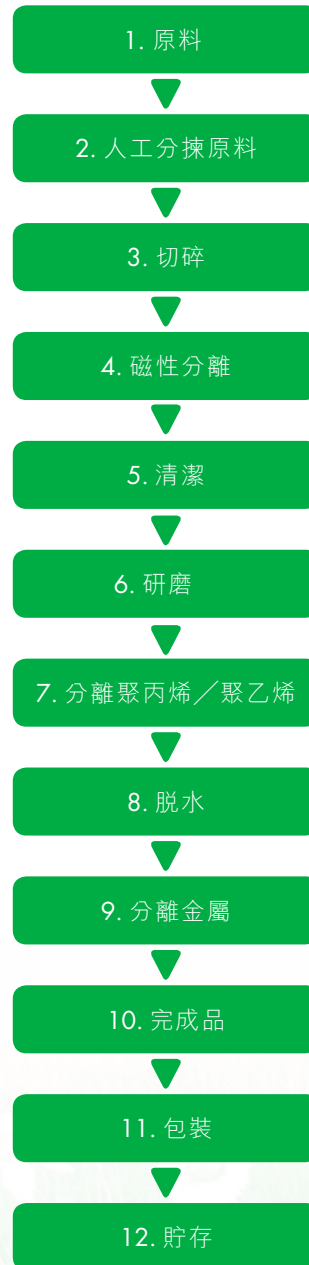 1. 原料
2. 人工分揀原料
3. 切碎
4. 磁性分離
5. 清潔
6. 研磨
7. 分離聚丙烯／聚乙烯
8. 脱水
9. 分離金屬
10. 完成品
11. 包裝
12. 貯存